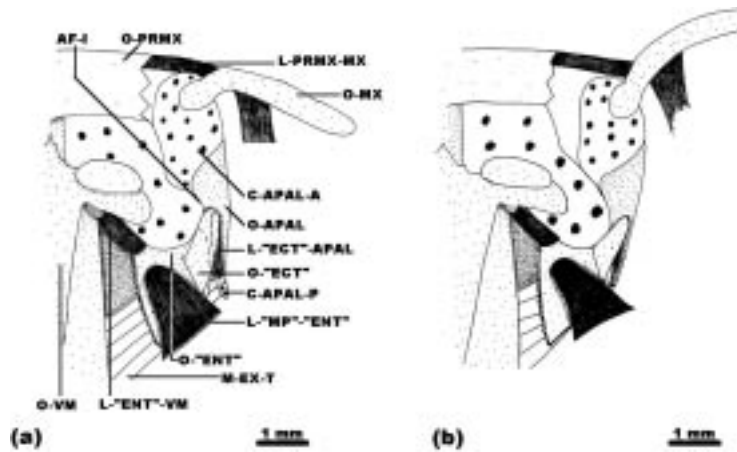 AF-I O-PRMX
L-PRMX-MX
O-MX
C-APAL-A
O-APAL
L-"ECT"-APAL
O-"ECT"
C-APAL-P
L-"MP"-"ENT"
O-"ENT"
M-EX-T
O-VM L-"ENT"-VM
(a) 1 mm (b) 1 mm